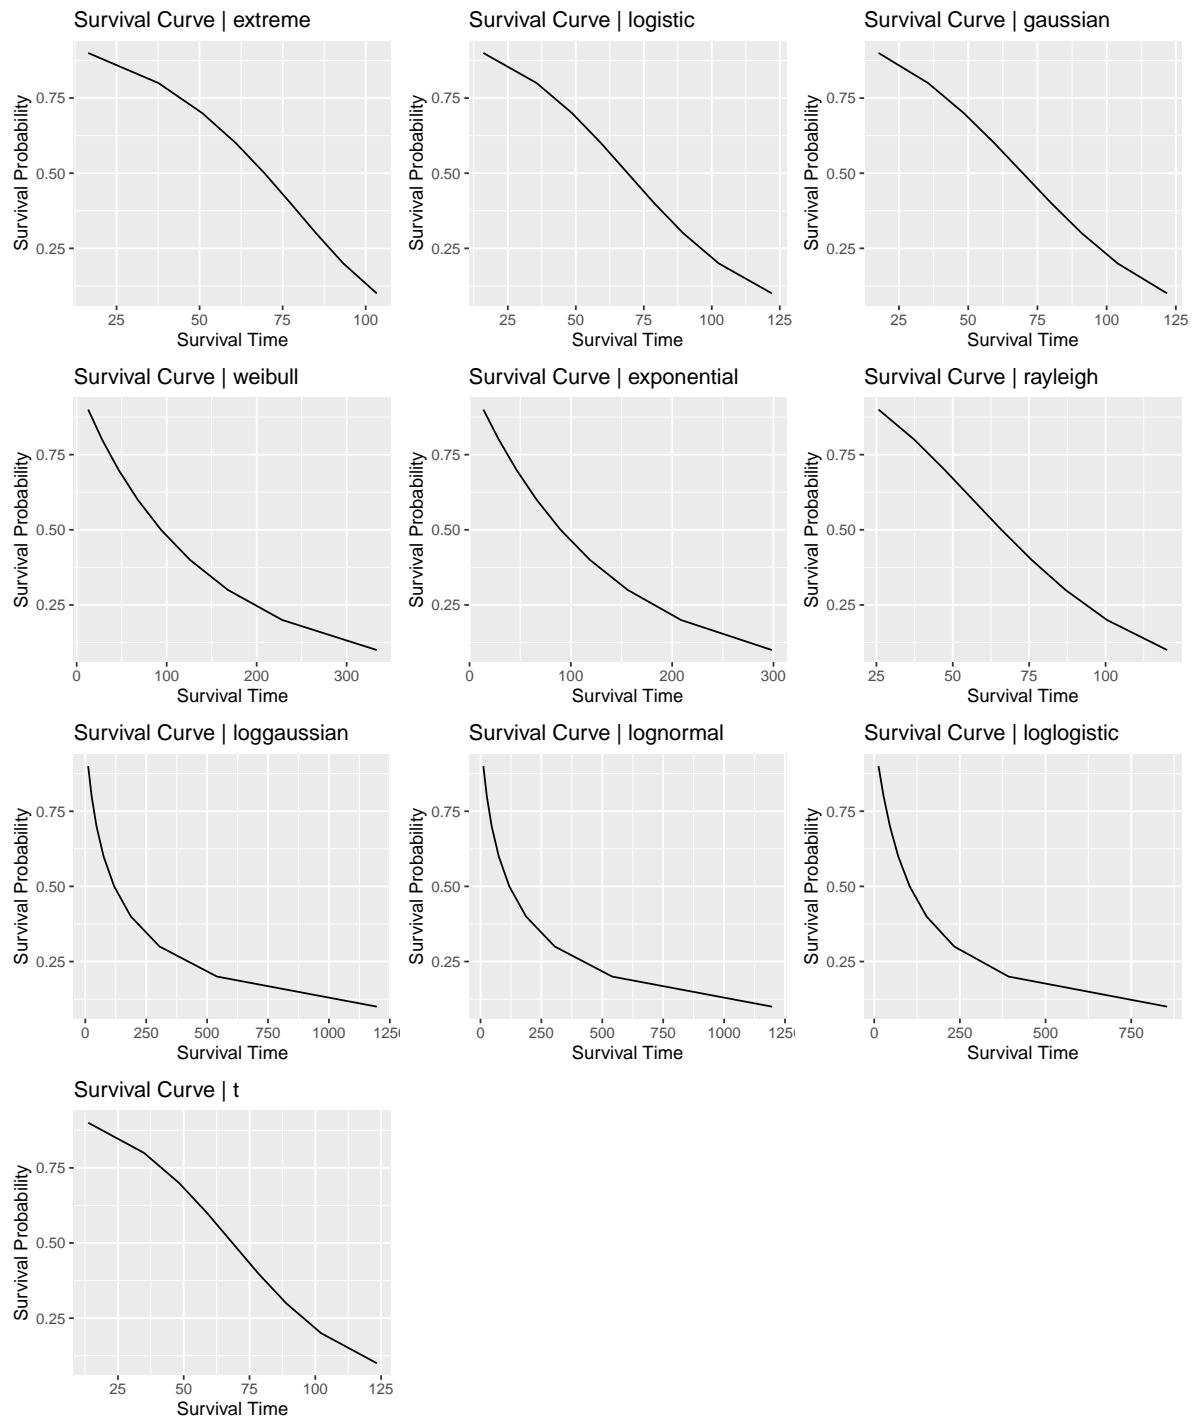 Survival Curve | extreme
Survival Probability
0.75
0.50
0.25
25 50 75 100
Survival Time
Survival Curve | logistic
Survival Probability
0.75
0.50
0.25
25 50 75 100 125
Survival Time
Survival Curve | gaussian
Survival Probability
0.75
0.50
0.25
25 50 75 100 125
Survival Time
Survival Curve | weibull
Survival Probability
0.75
0.50
0.25
0 100 200 300
Survival Time
Survival Curve | exponential
Survival Probability
0.75
0.50
0.25
0 100 200 300
Survival Time
Survival Curve | rayleigh
Survival Probability
0.75
0.50
0.25
25 50 75 100
Survival Time
Survival Curve | loggaussian
Survival Probability
0.75
0.50
0.25
0 250 500 750 1000 125
Survival Time
Survival Curve | lognormal
Survival Probability
0.75
0.50
0.25
0 250 500 750 1000 125
Survival Time
Survival Curve | loglogistic
Survival Probability
0.75
0.50
0.25
0 250 500 750
Survival Time
Survival Curve | t
Survival Probability
0.75
0.50
0.25
25 50 75 100 125
Survival Time